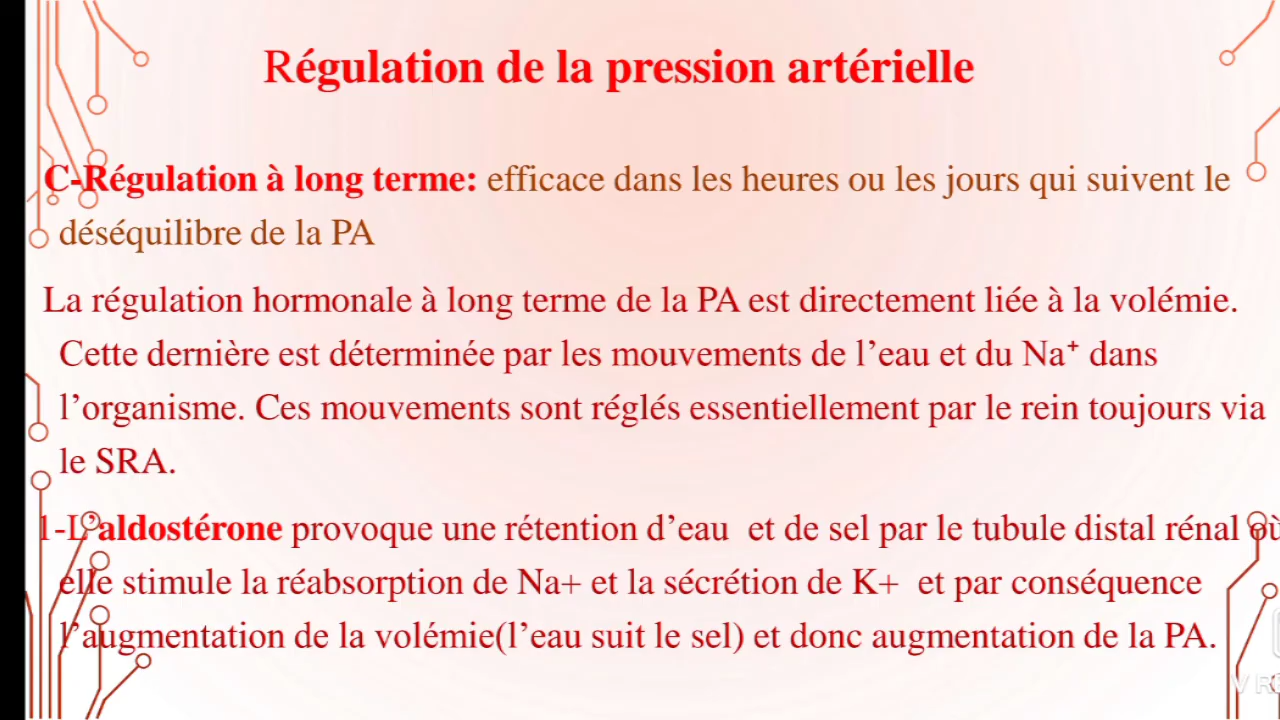 Régulation de la pression artérielle
C-Régulation à long terme: efficace dans les heures ou les jours qui suivent le
déséquilibre de la PA
La régulation hormonale à long terme de la PA est directement liée à la volémie.
Cette dernière est déterminée par les mouvements de l’eau et du Na⁺ dans
l’organisme. Ces mouvements sont réglés essentiellement par le rein toujours via
le SRA.
1-L’aldostérone provoque une rétention d’eau et de sel par le tubule distal rénal où
elle stimule la réabsorption de Na+ et la sécrétion de K+ et par conséquence
l’augmentation de la volémie(l’eau suit le sel) et donc augmentation de la PA.